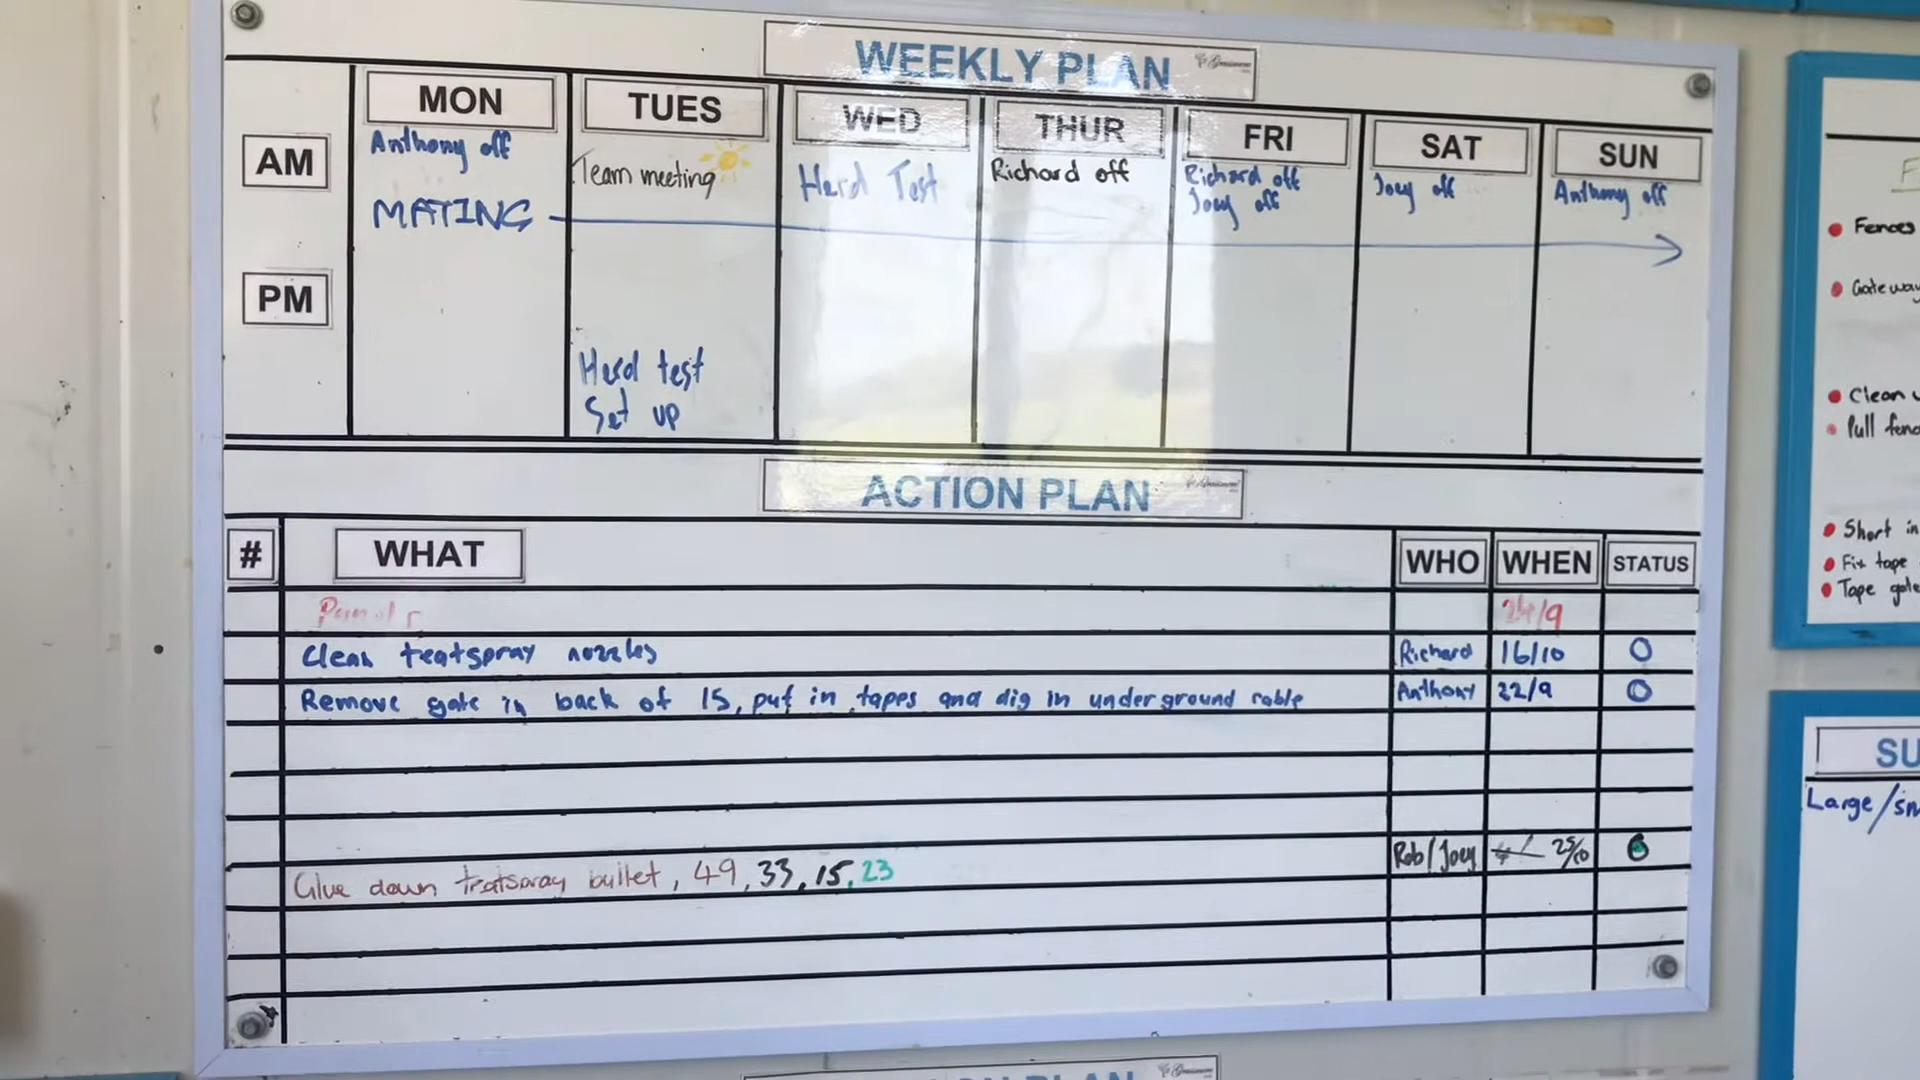 WEEKLY PLAN
MON
TUES
WED
THUR
FRI
SAT
SUN
AM
Anthony off
MATING
Team meeting
Herd Test
Richard off
Richard off
Joey off
Joey off
Anthony off
PM
Herd test
Set up
ACTION PLAN
# WHAT WHO WHEN STATUS
24/9
Clean teatspray nozzles Richard 16/10 O
Remove gate in back of 15, put in tapes and dig in underground cable Anthony 22/9 O
Glue down teatspray bullet, 49, 33, 15, 23 Rob/Joey 25/10
Fences
Clean
Pull
Short in
Fix tape
Tape
SU
Large/
PLAN